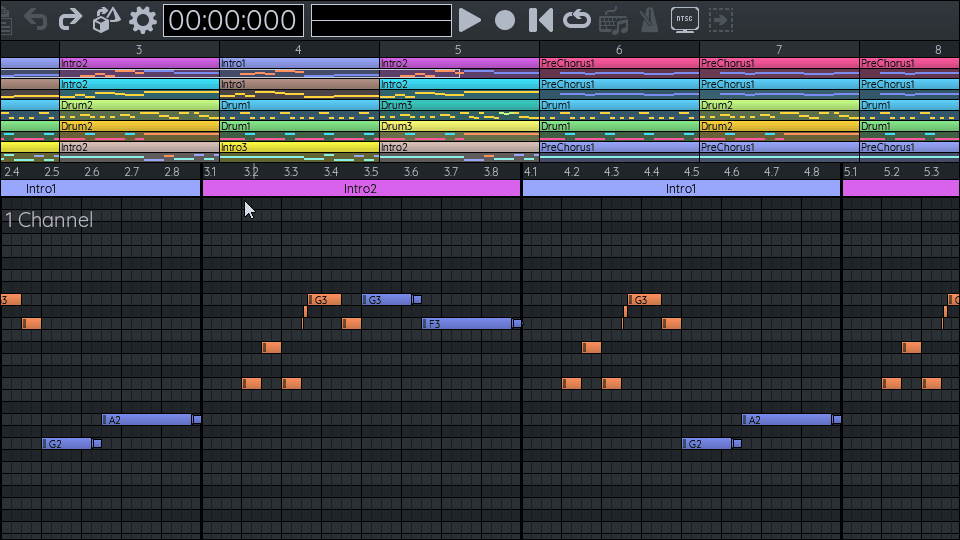 00:00:000
NTSC
3 4 5 6 7 8
Intro2 Intro1 Intro2 PreChorus1 PreChorus1 PreChorus1
Intro2 Intro1 Intro2 PreChorus1 PreChorus1 PreChorus1
Drum2 Drum1 Drum3 Drum1 Drum2 Drum1
Drum2 Drum1 Drum3 Drum1 Drum2 Drum1
Intro2 Intro3 Intro2 PreChorus1 PreChorus1 PreChorus1
2.4 2.5 2.6 2.7 2.8 3.1 3.2 3.3 3.4 3.5 3.6 3.7 3.8 4.1 4.2 4.3 4.4 4.5 4.6 4.7 4.8 5.1 5.2 5.3
Intro1 Intro2 Intro1
1 Channel
3 G3 G3 G3
F3
A2 A2
G2 G2